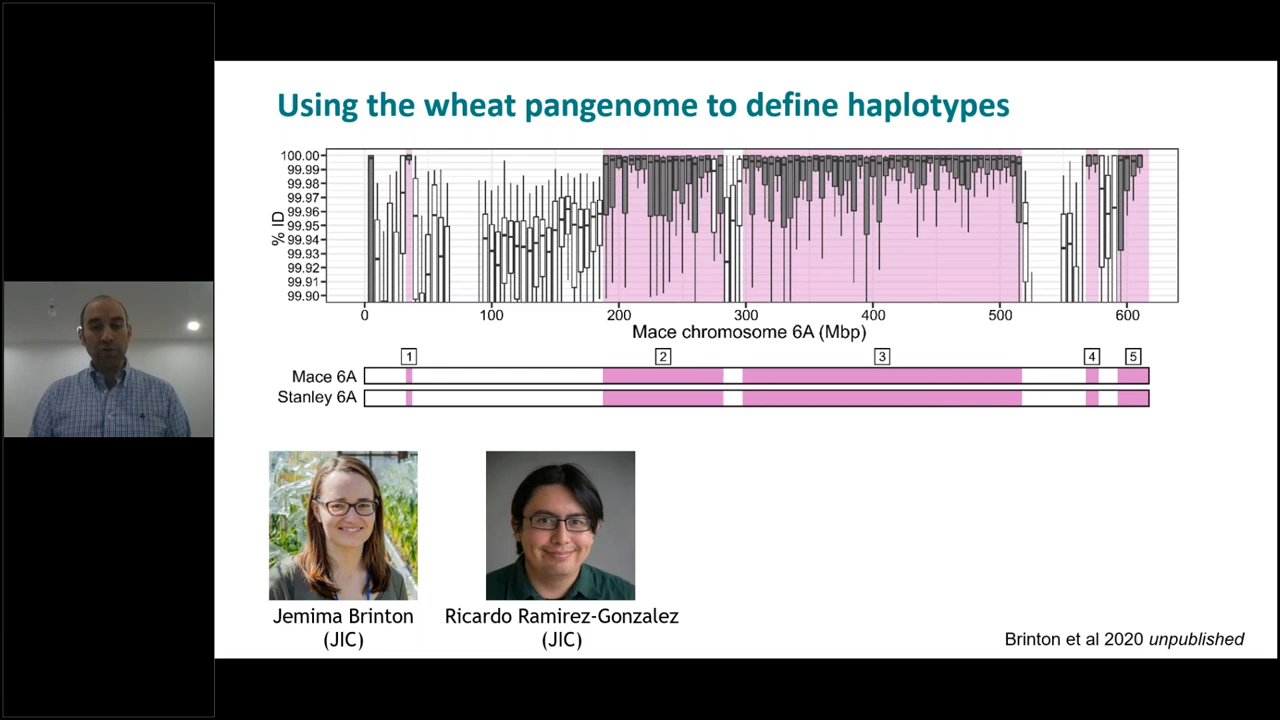 Using the wheat pangenome to define haplotypes
100.00
99.99
99.98
99.97
99.96
99.95
99.94
99.93
99.92
99.91
99.90
% ID
0 100 200 300 400 500 600
Mace chromosome 6A (Mbp)
1 2 3 4 5
Mace 6A
Stanley 6A
Jemima Brinton
(JIC)
Ricardo Ramirez-Gonzalez
(JIC)
Brinton et al 2020 unpublished